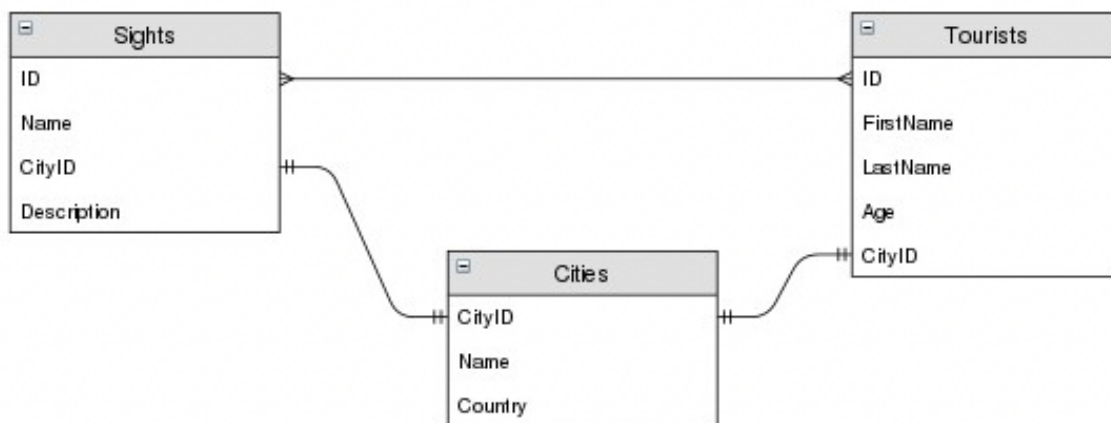 Sights
ID
Name
CityID
Description
Tourists
ID
FirstName
LastName
Age
CityID
Cities
CityID
Name
Country